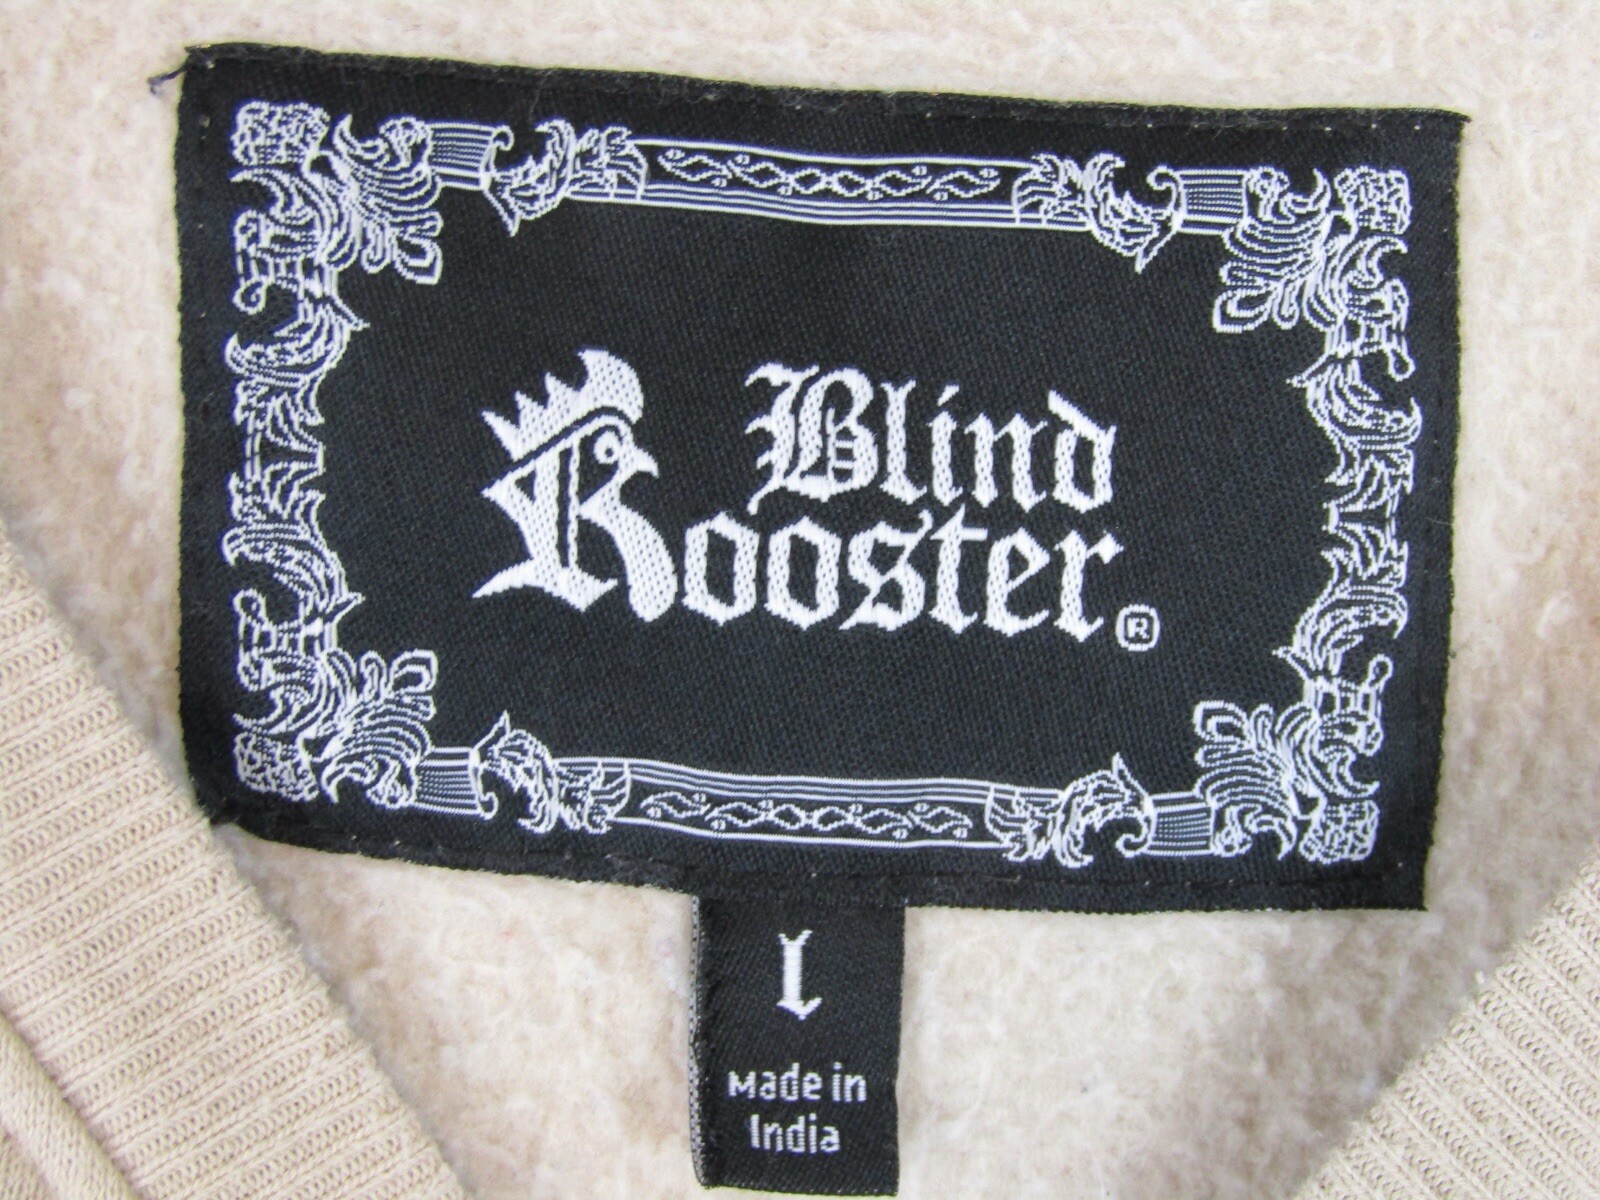 Blind
Rooster®
L
Made in
India